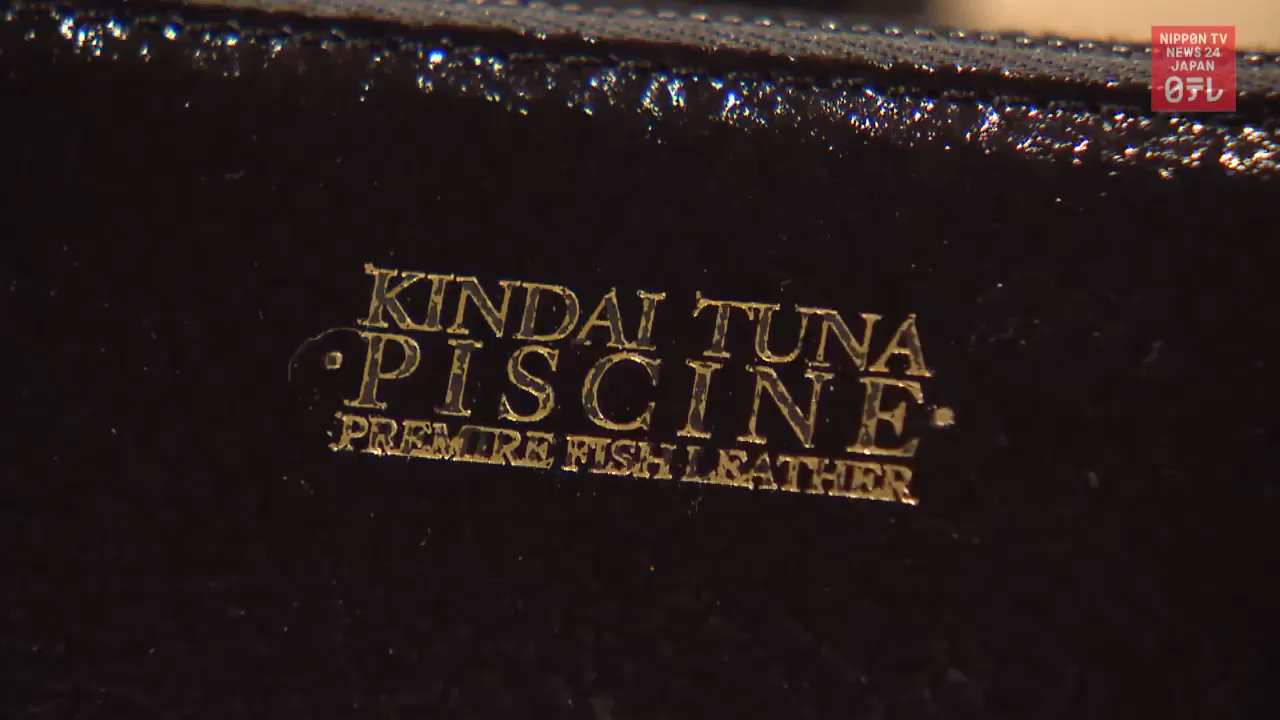 NIPPON TV
NEWS 24
JAPAN
日テレ
KINDAI TUNA
·PISCINE·
PREMIRE FISH LEATHER